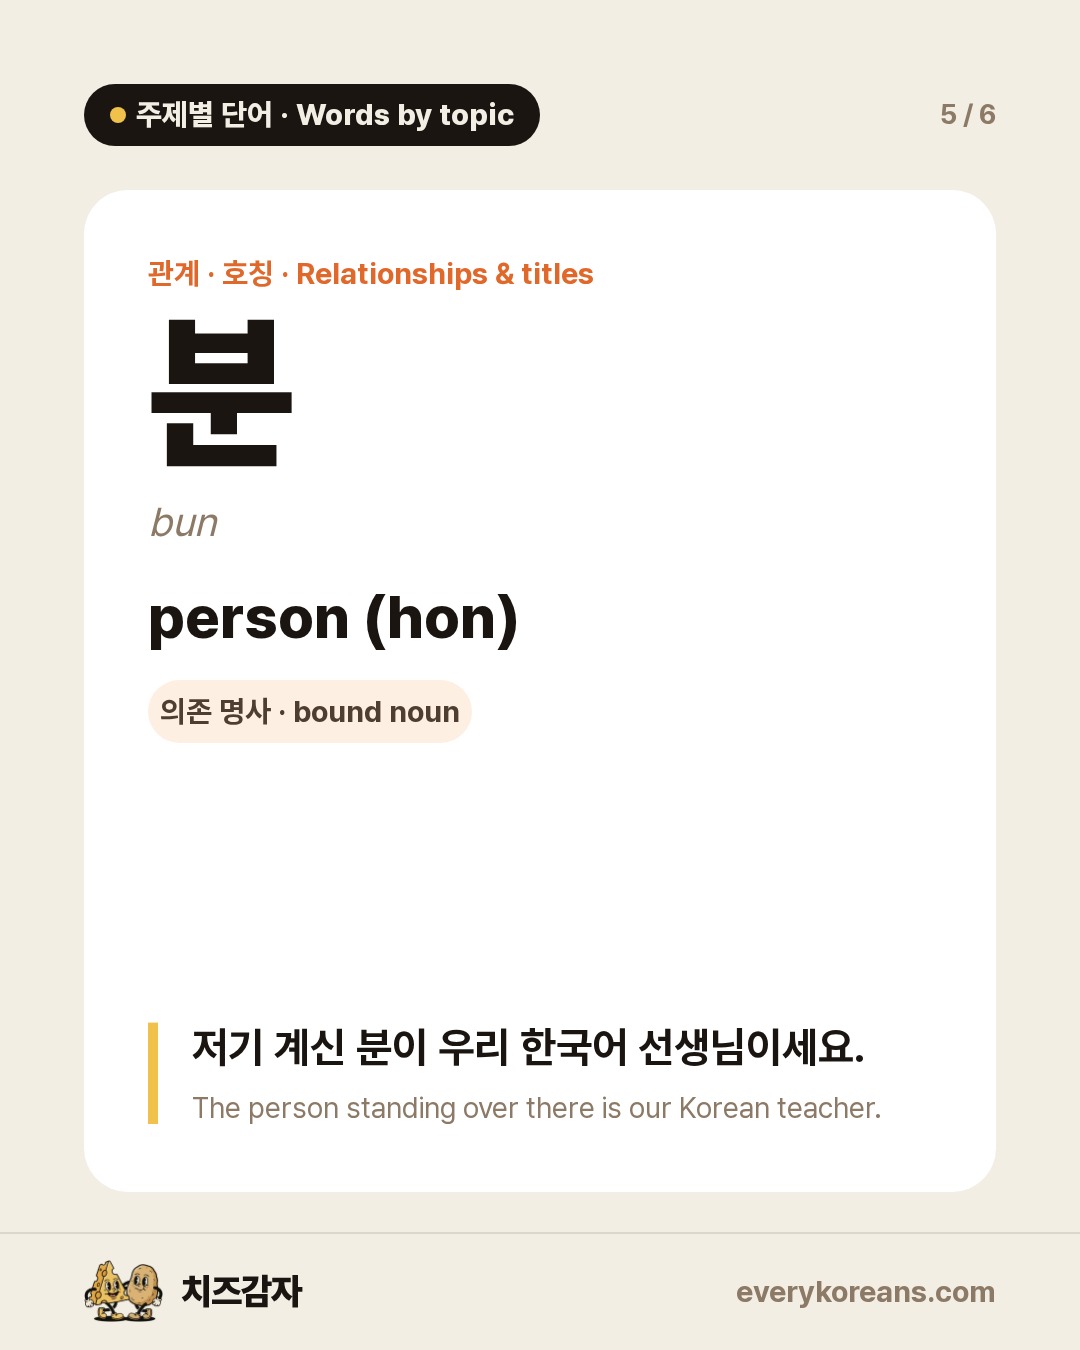 주제별 단어 · Words by topic
5 / 6
관계 · 호칭 · Relationships & titles
분
bun
person (hon)
의존 명사 · bound noun
저기 계신 분이 우리 한국어 선생님이세요.
The person standing over there is our Korean teacher.
치즈감자
everykoreans.com